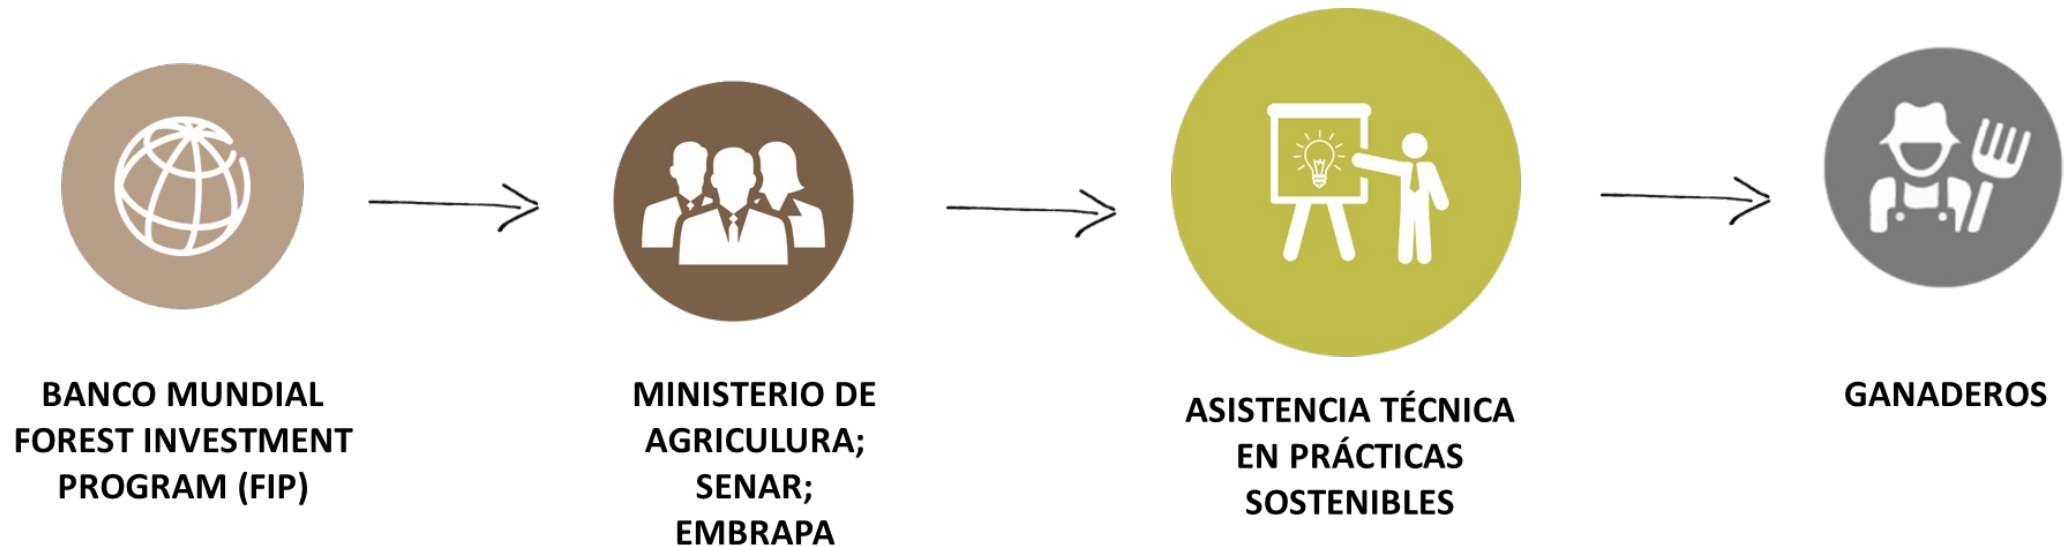 BANCO MUNDIAL
FOREST INVESTMENT
PROGRAM (FIP)
MINISTERIO DE
AGRICULURA;
SENAR;
EMBRAPA
ASISTENCIA TÉCNICA
EN PRÁCTICAS
SOSTENIBLES
GANADEROS